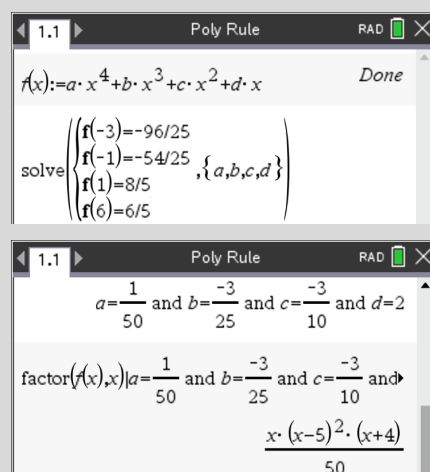 1.1 Poly Rule RAD
f(x):=a·x^4+b·x^3+c·x^2+d·x Done
solve({f(-3)=-96/25
f(-1)=-54/25
f(1)=8/5
f(6)=6/5 ,{a,b,c,d})
1.1 Poly Rule RAD
a=1/50 and b=-3/25 and c=-3/10 and d=2
factor(f(x),x)|a=1/50 and b=-3/25 and c=-3/10 and
x·(x-5)^2·(x+4)/50